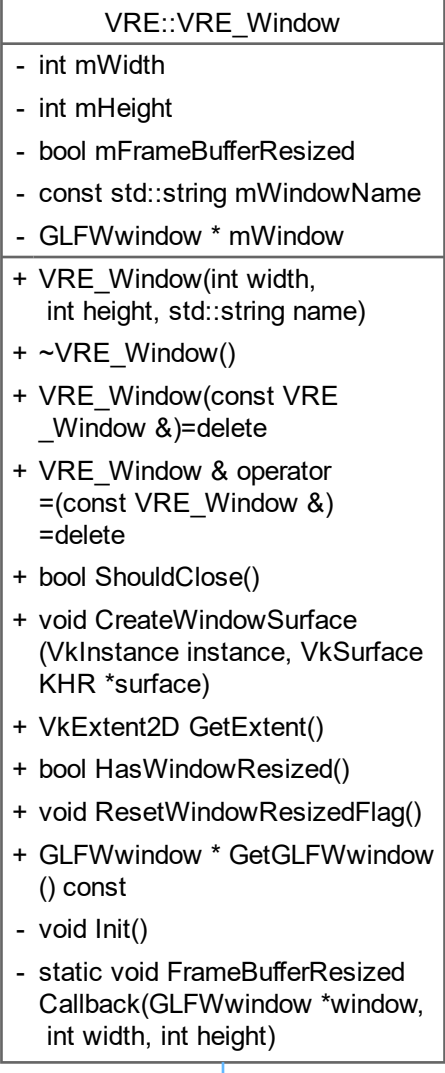 VRE::VRE_Window
- int mWidth
- int mHeight
- bool mFrameBufferResized
- const std::string mWindowName
- GLFWwindow * mWindow
+ VRE_Window(int width,
int height, std::string name)
+ ~VRE_Window()
+ VRE_Window(const VRE
_Window &)=delete
+ VRE_Window & operator
=(const VRE_Window &)
=delete
+ bool ShouldClose()
+ void CreateWindowSurface
(VkInstance instance, VkSurface
KHR *surface)
+ VkExtent2D GetExtent()
+ bool HasWindowResized()
+ void ResetWindowResizedFlag()
+ GLFWwindow * GetGLFWwindow
() const
- void Init()
- static void FrameBufferResized
Callback(GLFWwindow *window,
int width, int height)